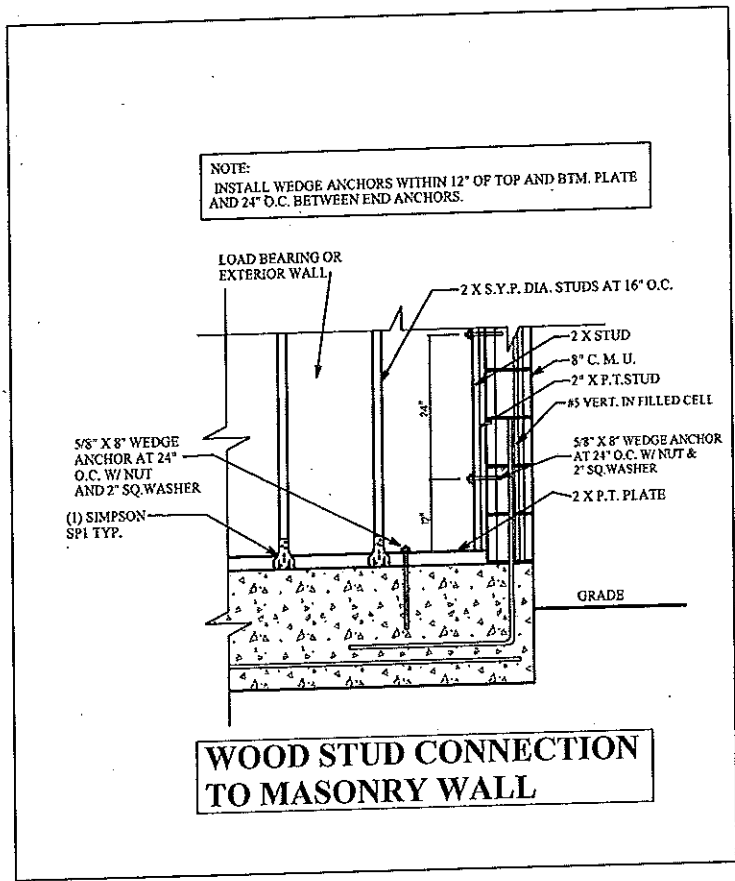 NOTE:
INSTALL WEDGE ANCHORS WITHIN 12" OF TOP AND BTM. PLATE
AND 24" O.C. BETWEEN END ANCHORS.
LOAD BEARING OR
EXTERIOR WALL
2 X S.Y.P. DIA. STUDS AT 16" O.C.
2 X STUD
8" C. M. U.
2" X P.T.STUD
#5 VERT. IN FILLED CELL
5/8" X 8" WEDGE ANCHOR
AT 24" O.C. W/ NUT &
2" SQ.WASHER
2 X P.T. PLATE
24"
12"
5/8" X 8" WEDGE
ANCHOR AT 24"
O.C. W/ NUT
AND 2" SQ.WASHER
(1) SIMPSON
SP1 TYP.
GRADE
WOOD STUD CONNECTION
TO MASONRY WALL